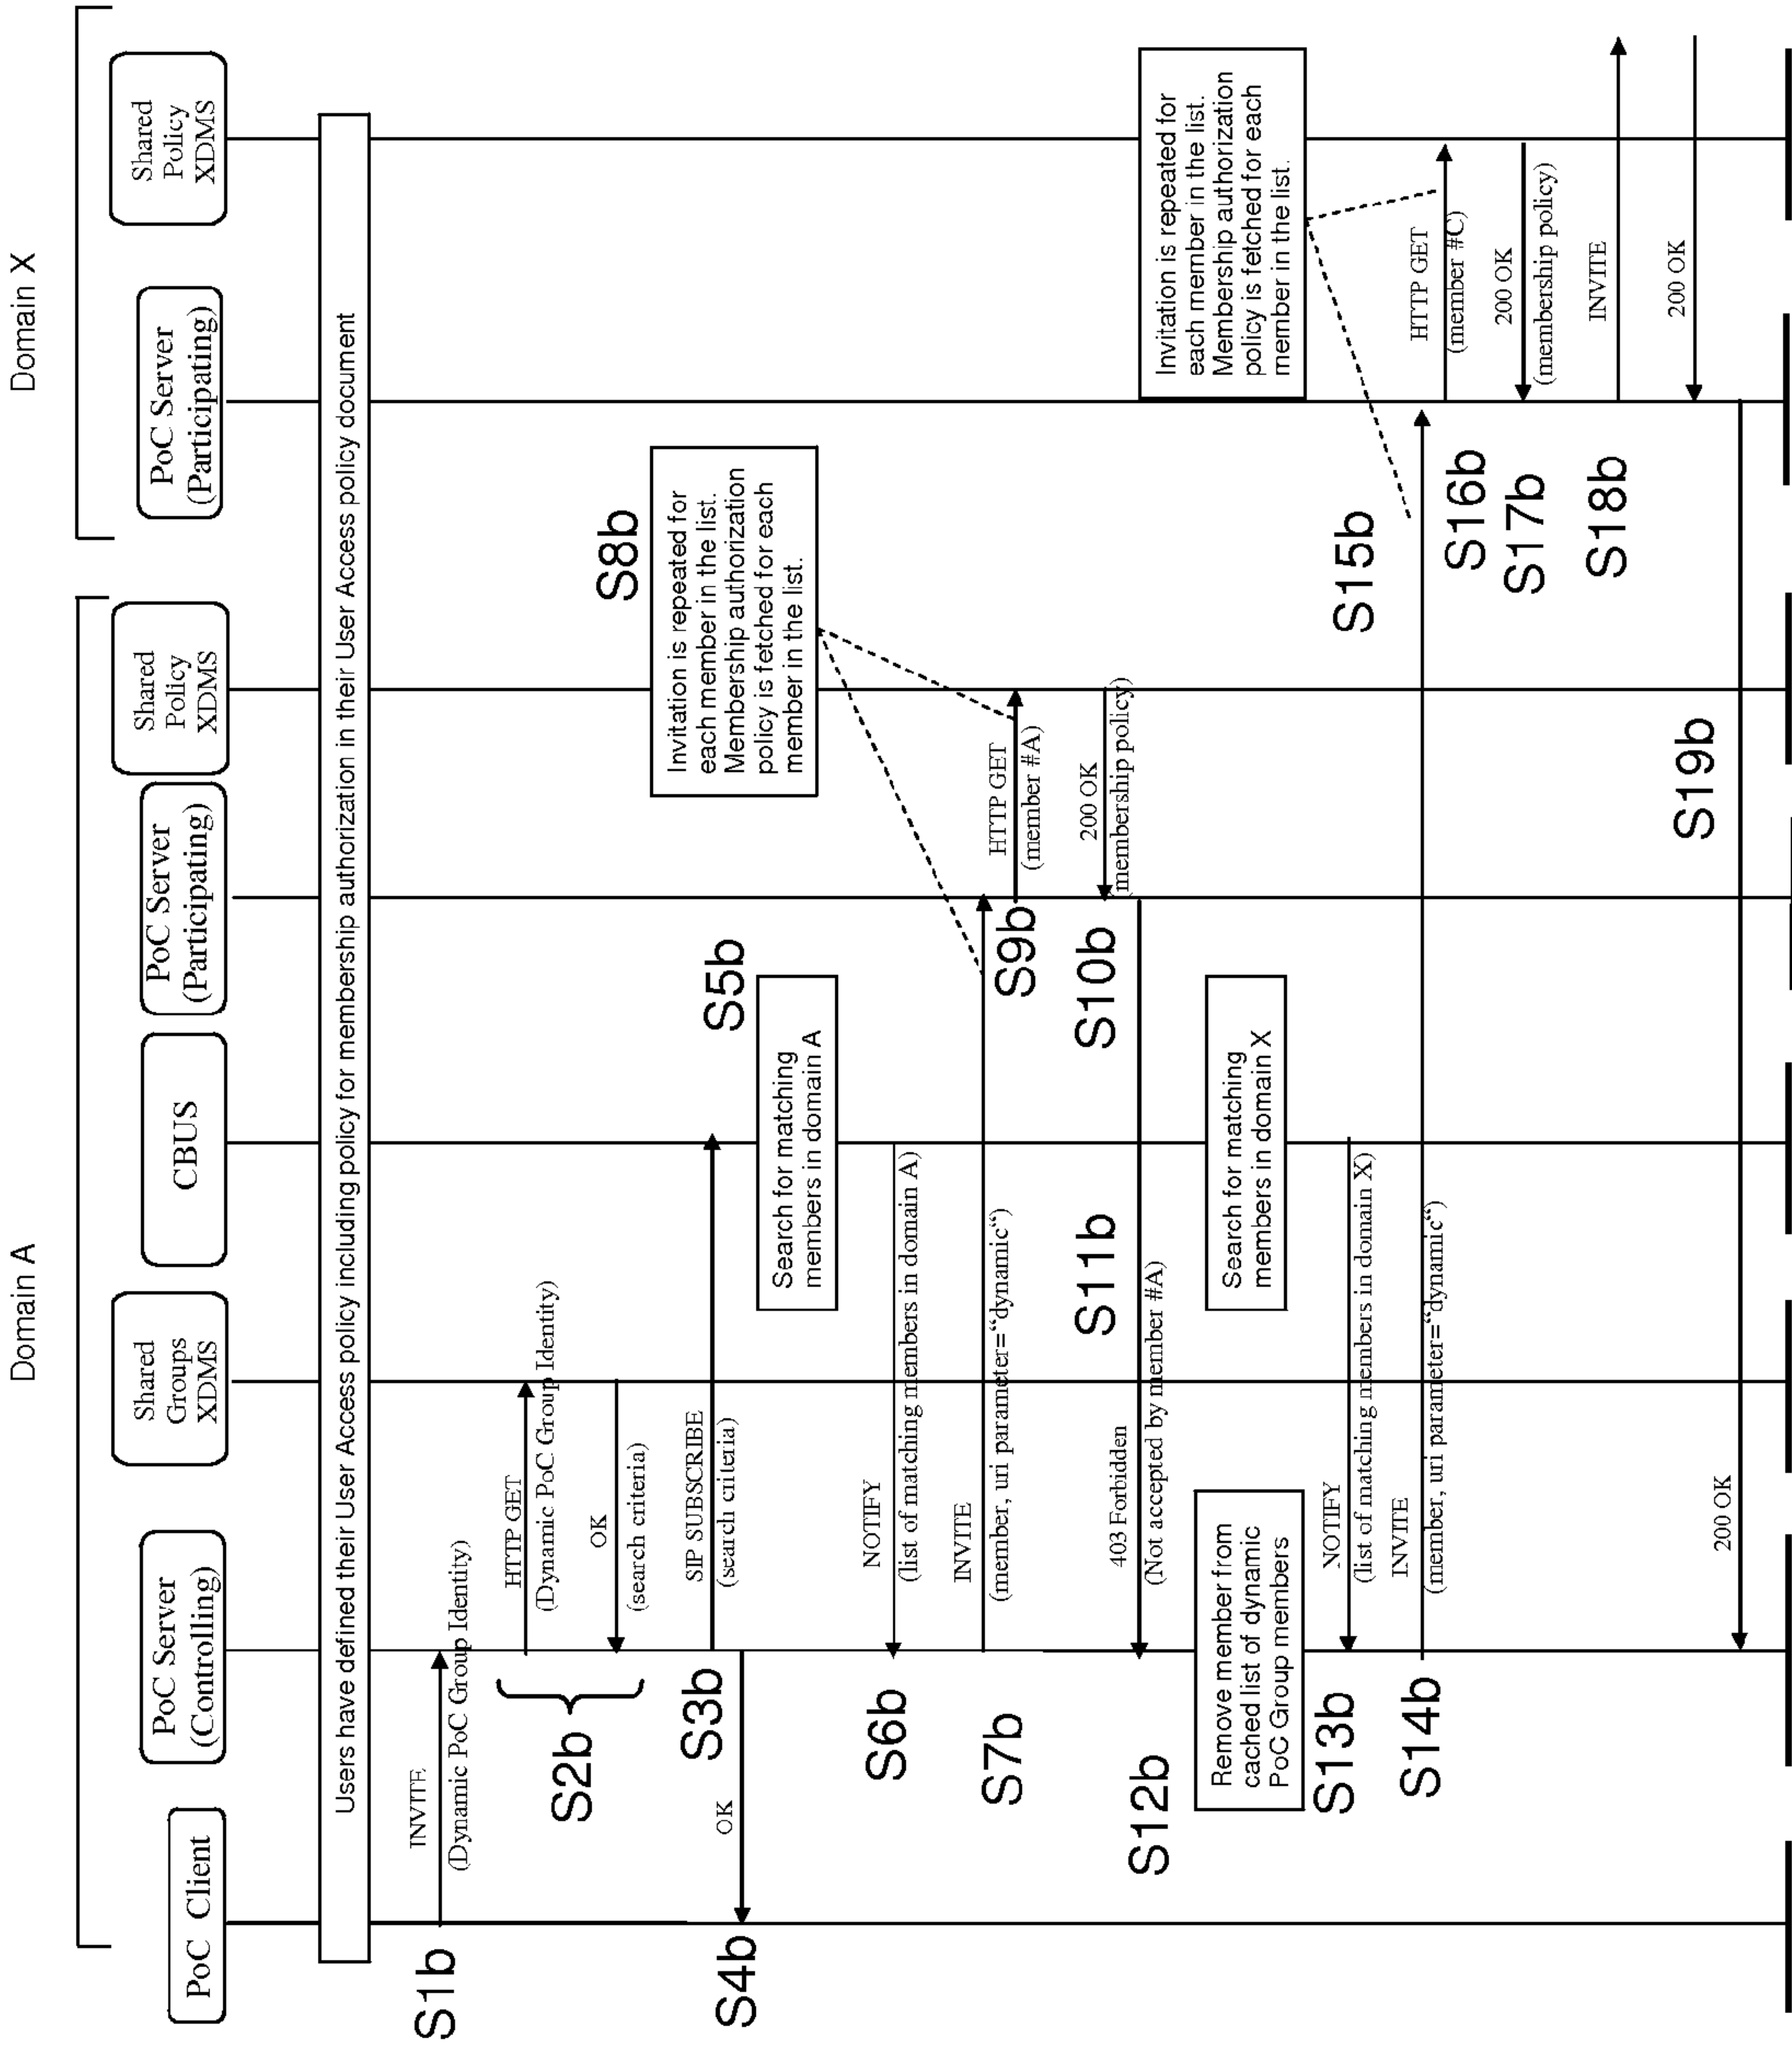 Domain A
Domain X
PoC Client
PoC Server
(Controlling)
Shared
Groups
XDMS
CBUS
PoC Server
(Participating)
Shared
Policy
XDMS
PoC Server
(Participating)
Shared
Policy
XDMS
Users have defined their User Access policy including policy for membership authorization in their User Access policy document
S1b
INVITE
(Dynamic PoC Group Identity)
S2b
HTTP GET
(Dynamic PoC Group Identity)
OK
(search criteria)
S3b
SIP SUBSCRIBE
(search criteria)
S4b
OK
S5b
Search for matching
members in domain A
S6b
NOTIFY
(list of matching members in domain A)
S7b
INVITE
(member, uri parameter=“dynamic“)
S8b
Invitation is repeated for
each member in the list.
Membership authorization
policy is fetched for each
member in the list.
S9b
HTTP GET
(member #A)
S10b
200 OK
(membership policy)
S11b
403 Forbidden
(Not accepted by member #A)
S12b
Remove member from
cached list of dynamic
PoC Group members
Search for matching
members in domain X
S13b
NOTIFY
(list of matching members in domain X)
S14b
INVITE
(member, uri parameter=“dynamic“)
S15b
Invitation is repeated for
each member in the list.
Membership authorization
policy is fetched for each
member in the list.
S16b
HTTP GET
(member #C)
S17b
200 OK
(membership policy)
S18b
INVITE
200 OK
S19b
200 OK